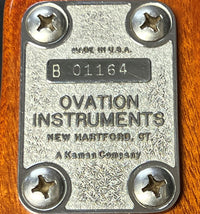 MADE IN U.S.A.
B 01164
OVATION
INSTRUMENTS
NEW HARTFORD, CT.
A Kaman Company